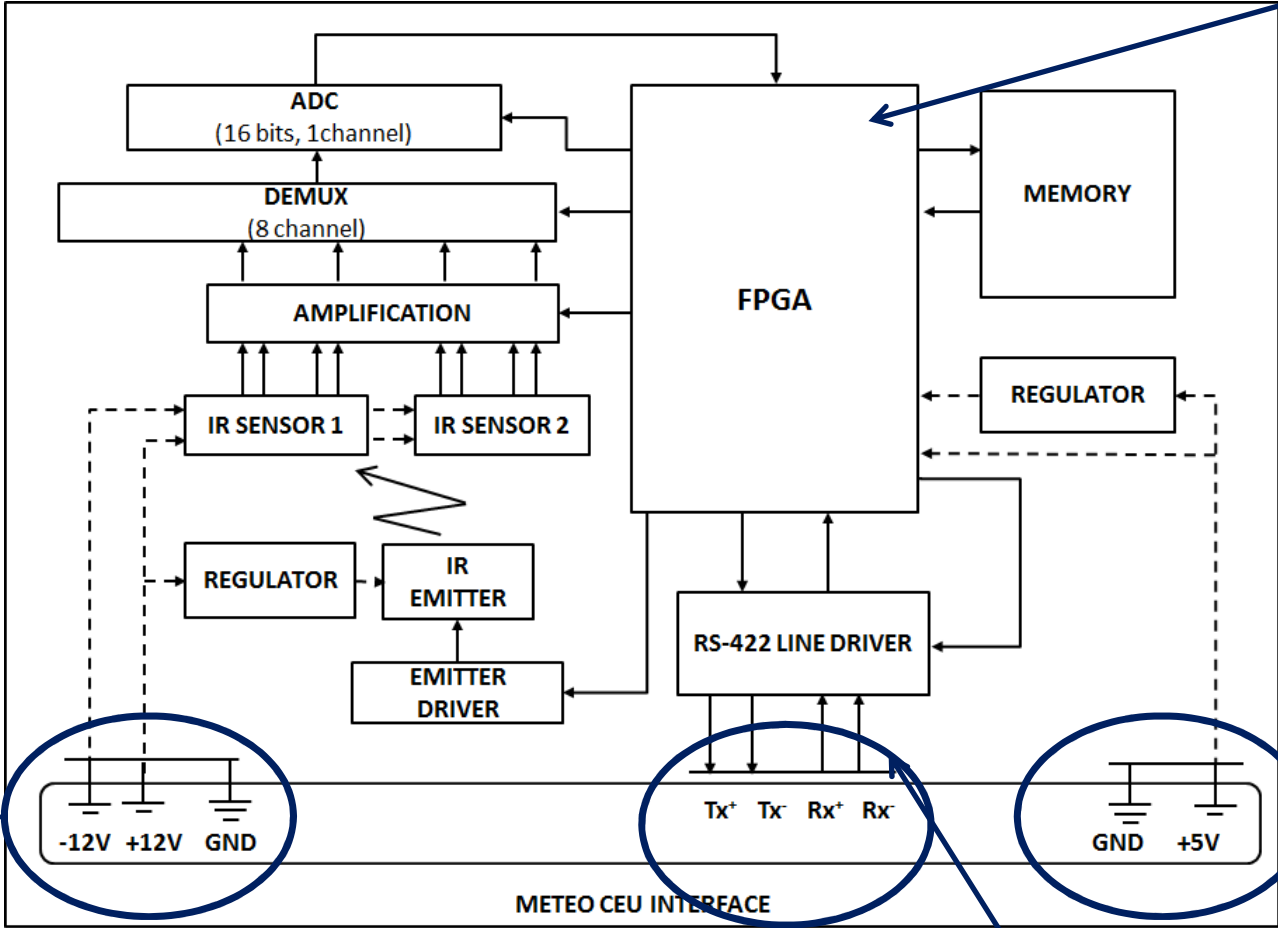 ADC
(16 bits, 1channel)
DEMUX
(8 channel)
AMPLIFICATION
IR SENSOR 1
IR SENSOR 2
FPGA
MEMORY
REGULATOR
REGULATOR
IR
EMITTER
EMITTER
DRIVER
RS-422 LINE DRIVER
-12V +12V GND
Tx+ Tx- Rx+ Rx-
GND +5V
METEO CEU INTERFACE